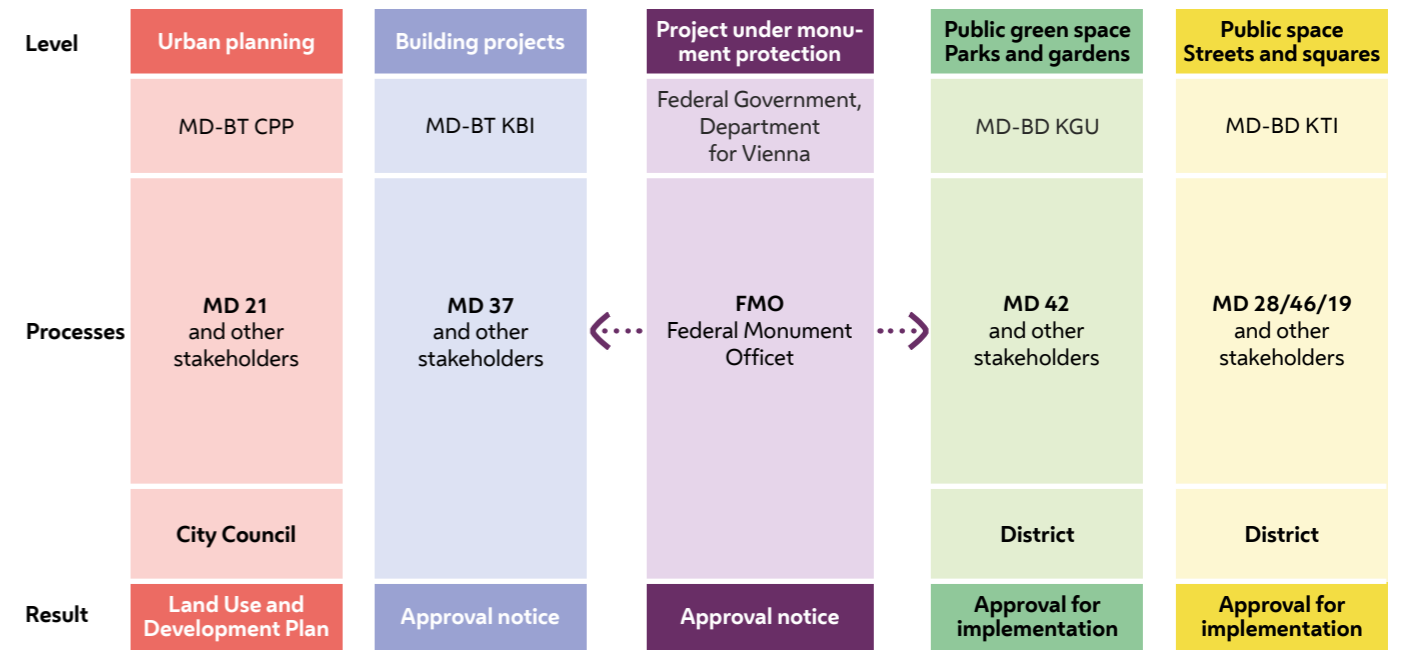 Level
Urban planning
Building projects
Project under monu-
ment protection
Public green space
Parks and gardens
Public space
Streets and squares
MD-BT CPP
MD-BT KBI
Federal Government,
Department
for Vienna
MD-BD KGU
MD-BD KTI
Processes
MD 21
and other
stakeholders
MD 37
and other
stakeholders
FMO
Federal Monument
Officet
MD 42
and other
stakeholders
MD 28/46/19
and other
stakeholders
City Council
District
District
Result
Land Use and
Development Plan
Approval notice
Approval notice
Approval for
implementation
Approval for
implementation